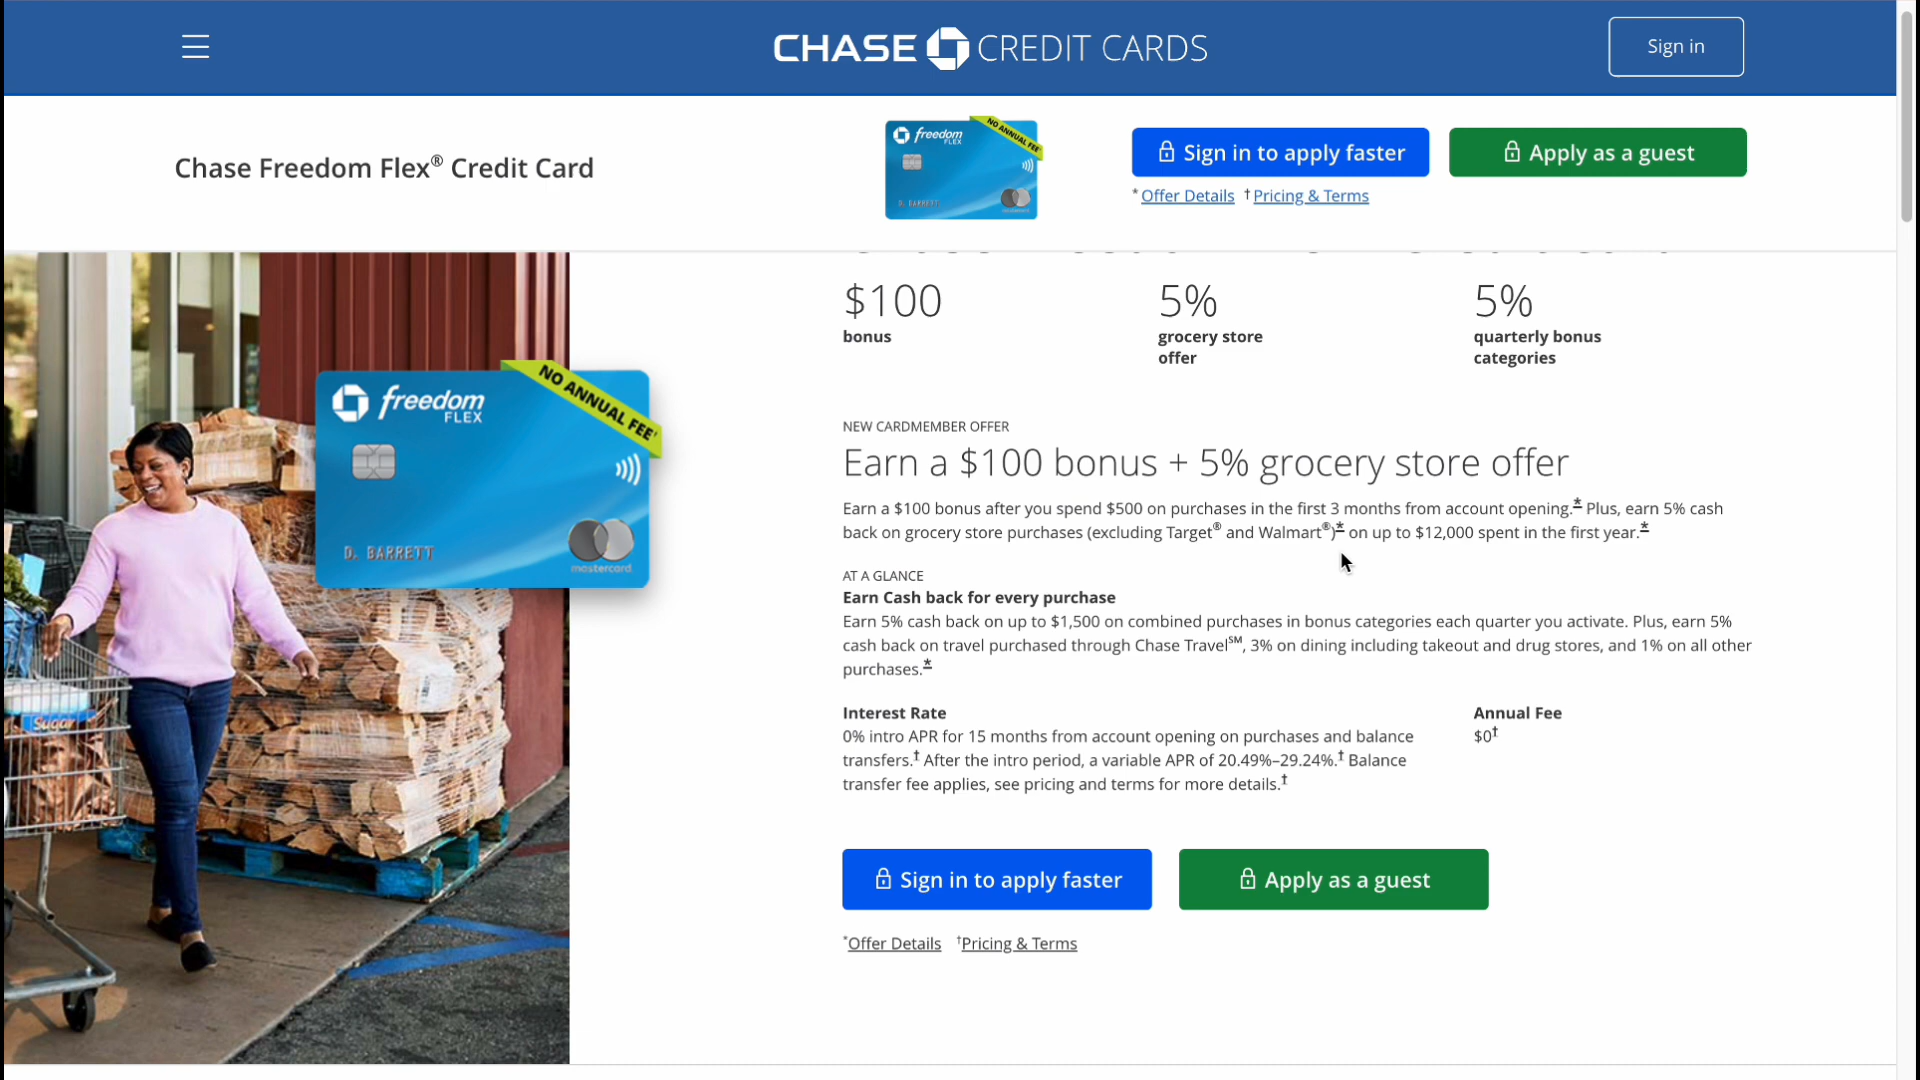 CHASE CREDIT CARDS
Sign in
Chase Freedom Flex® Credit Card
freedom
FLEX
NO ANNUAL FEE
D. BARRETT
Sign in to apply faster
Apply as a guest
* Offer Details † Pricing & Terms
$100
bonus
5%
grocery store
offer
5%
quarterly bonus
categories
freedom
FLEX
NO ANNUAL FEE†
D. BARRETT
mastercard
Sugar
NEW CARDMEMBER OFFER
Earn a $100 bonus + 5% grocery store offer
Earn a $100 bonus after you spend $500 on purchases in the first 3 months from account opening.* Plus, earn 5% cash
back on grocery store purchases (excluding Target® and Walmart®)* on up to $12,000 spent in the first year.*
AT A GLANCE
Earn Cash back for every purchase
Earn 5% cash back on up to $1,500 on combined purchases in bonus categories each quarter you activate. Plus, earn 5%
cash back on travel purchased through Chase Travel℠, 3% on dining including takeout and drug stores, and 1% on all other
purchases.*
Interest Rate
0% intro APR for 15 months from account opening on purchases and balance
transfers.† After the intro period, a variable APR of 20.49%–29.24%.† Balance
transfer fee applies, see pricing and terms for more details.†
Annual Fee
$0†
Sign in to apply faster
Apply as a guest
*Offer Details †Pricing & Terms